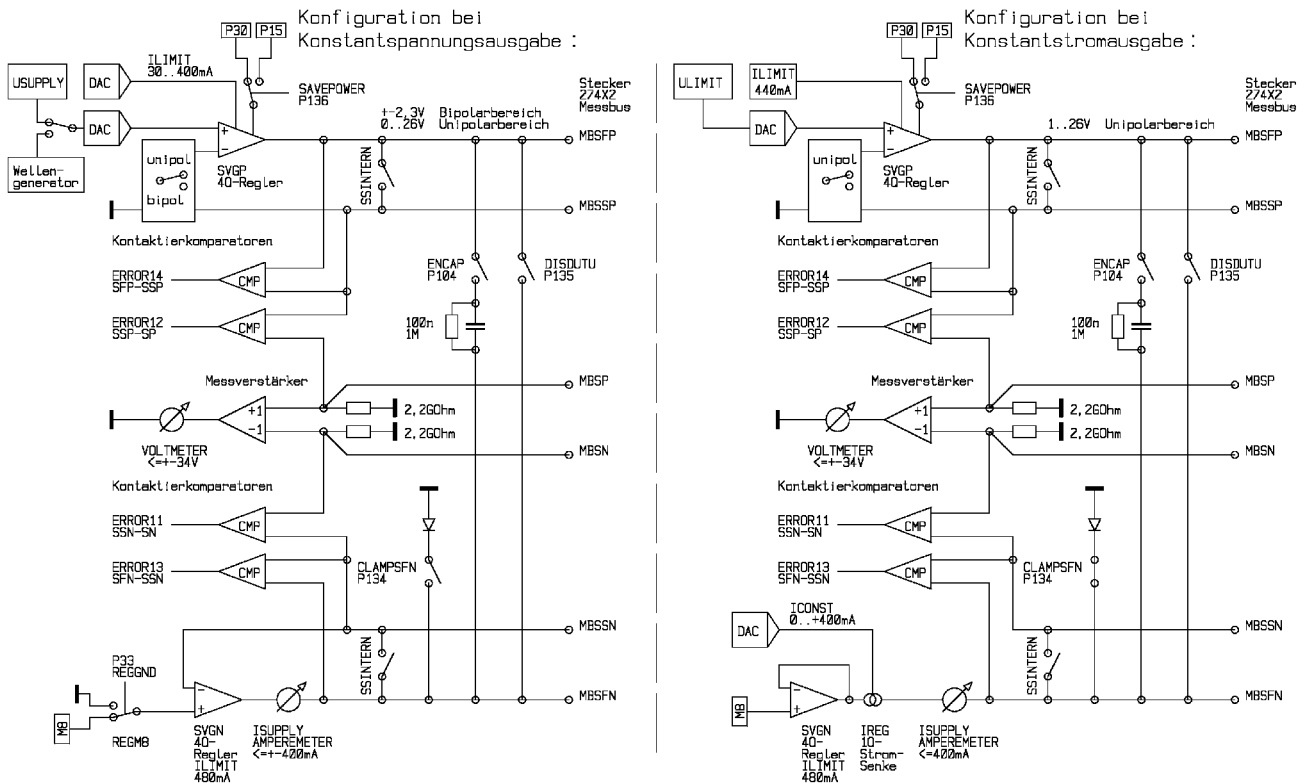 Konfiguration bei
Konstantspannungsausgabe :
P30
P15
ILIMIT
30..400mA
USUPPLY
DAC
SAVEPOWER
P136
Stecker
274X2
Messbus
DAC
+-2,3V Bipolarbereich
0..26V Unipolarbereich
MBSFP
Wellen-
generator
+
-
unipol
bipol
SVGP
4Q-Regler
SSINTERN
MBSSP
Kontaktierkomparatoren
ERROR14
SFP-SSP
CMP
ENCAP
P104
DISDUTU
P135
ERROR12
SSP-SP
CMP
100n
1M
Messverstärker
MBSP
+1
-1
2,2GOhm
2,2GOhm
VOLTMETER
<=+-34V
MBSN
Kontaktierkomparatoren
ERROR11
SSN-SN
CMP
ERROR13
SFN-SSN
CMP
CLAMPSFN
P134
MBSSN
P33
REGGND
SSINTERN
-
+
MBSFN
M8
REGM8
SVGN
4Q-
Regler
ILIMIT
480mA
ISUPPLY
AMPEREMETER
<=+-400mA
Konfiguration bei
Konstantstromausgabe :
P30
P15
ULIMIT
ILIMIT
440mA
SAVEPOWER
P136
Stecker
274X2
Messbus
DAC
+
-
1..26V Unipolarbereich
MBSFP
unipol
SVGP
4Q-Regler
SSINTERN
MBSSP
Kontaktierkomparatoren
ERROR14
SFP-SSP
CMP
ENCAP
P104
DISDUTU
P135
ERROR12
SSP-SP
CMP
100n
1M
Messverstärker
MBSP
+1
-1
2,2GOhm
2,2GOhm
VOLTMETER
<=+-34V
MBSN
Kontaktierkomparatoren
ERROR11
SSN-SN
CMP
ERROR13
SFN-SSN
CMP
CLAMPSFN
P134
DAC
ICONST
0..+400mA
MBSSN
SSINTERN
-
+
MBSFN
M8
SVGN
4Q-
Regler
ILIMIT
480mA
IREG
1Q-
Strom-
Senke
ISUPPLY
AMPEREMETER
<=400mA